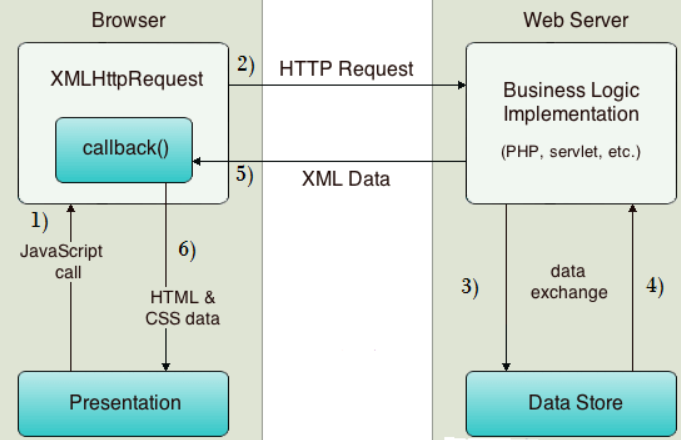 Browser
Web Server
XMLHttpRequest
callback()
2)
HTTP Request
Business Logic
Implementation
(PHP, servlet, etc.)
5)
XML Data
1)
JavaScript
call
6)
HTML &
CSS data
3)
data
exchange
4)
Presentation
Data Store